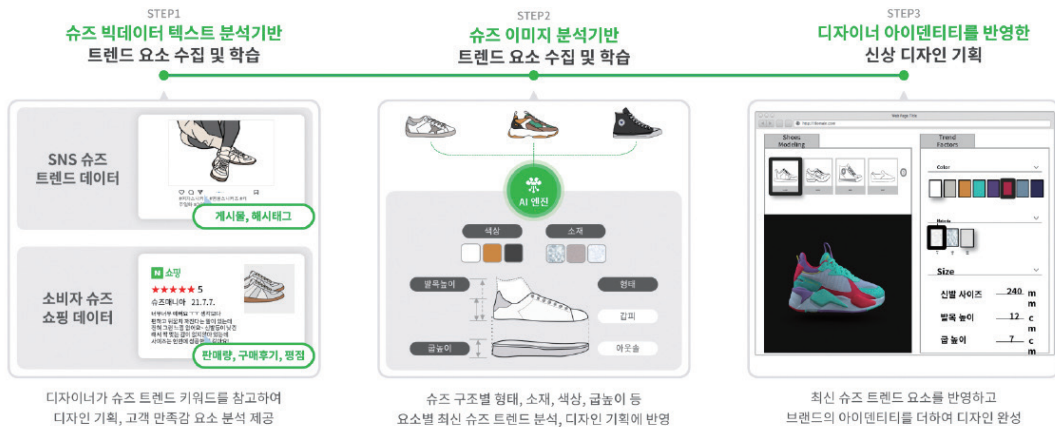 STEP1
슈즈 빅데이터 텍스트 분석기반
트렌드 요소 수집 및 학습
SNS 슈즈
트렌드 데이터
게시물, 해시태그
소비자 슈즈
쇼핑 데이터
N 쇼핑
★★★★★ 5
슈즈매니아 21.7.7.
판매량, 구매후기, 평점
디자이너가 슈즈 트렌드 키워드를 참고하여
디자인 기획, 고객 만족감 요소 분석 제공
STEP2
슈즈 이미지 분석기반
트렌드 요소 수집 및 학습
AI 엔진
색상
소재
발목높이
형태
갑피
굽높이
아웃솔
슈즈 구조별 형태, 소재, 색상, 굽높이 등
요소별 최신 슈즈 트렌드 분석, 디자인 기획에 반영
STEP3
디자이너 아이덴티티를 반영한
신상 디자인 기획
Web Page Title
Shoes
Modeling
Trend
Factors
Color
Size
신발 사이즈 240 m
m
발목 높이 12 c
m
굽 높이 7 c
m
최신 슈즈 트렌드 요소를 반영하고
브랜드의 아이덴티티를 더하여 디자인 완성